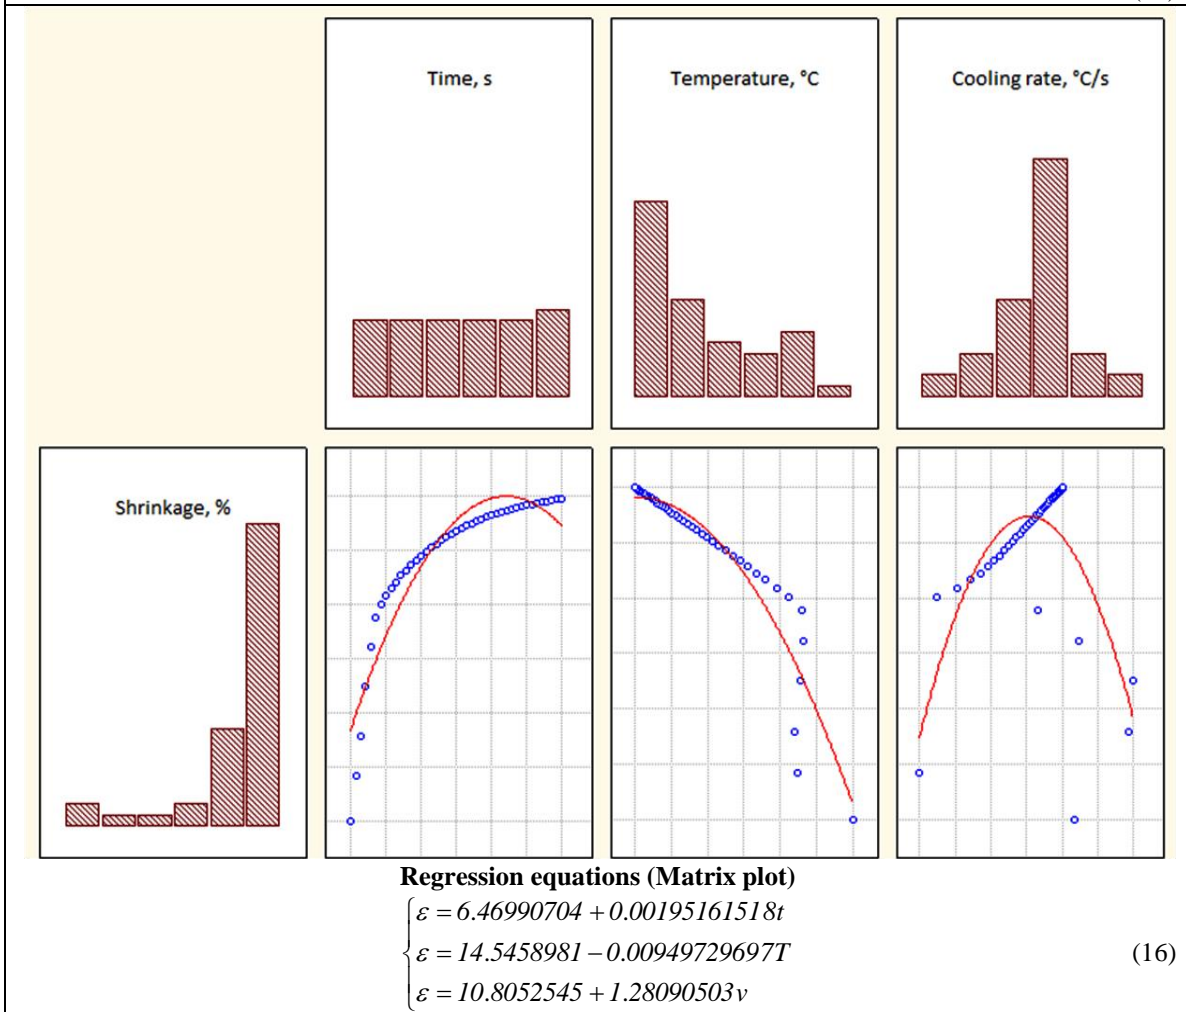 Time, s
Temperature, °C
Cooling rate, °C/s
Shrinkage, %
Regression equations (Matrix plot)
ε = 6.46990704 + 0.00195161518t
ε = 14.5458981 − 0.00949729697T
(16)
ε = 10.8052545 + 1.28090503v